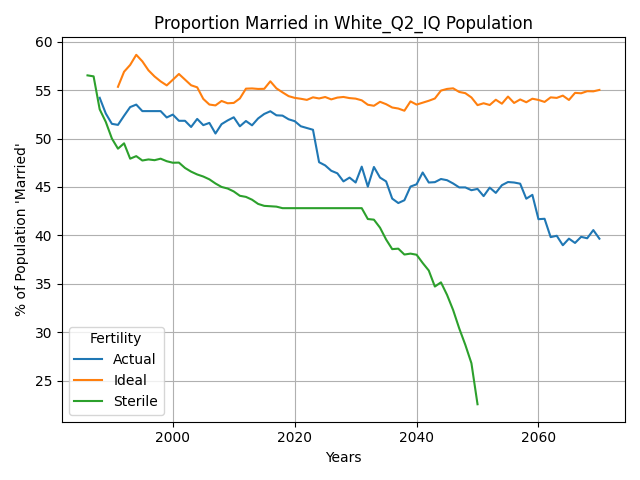 Proportion Married in White_Q2_IQ Population
% of Population 'Married'
60
55
50
45
40
35
30
25
Fertility
Actual
Ideal
Sterile
2000
2020
2040
2060
Years